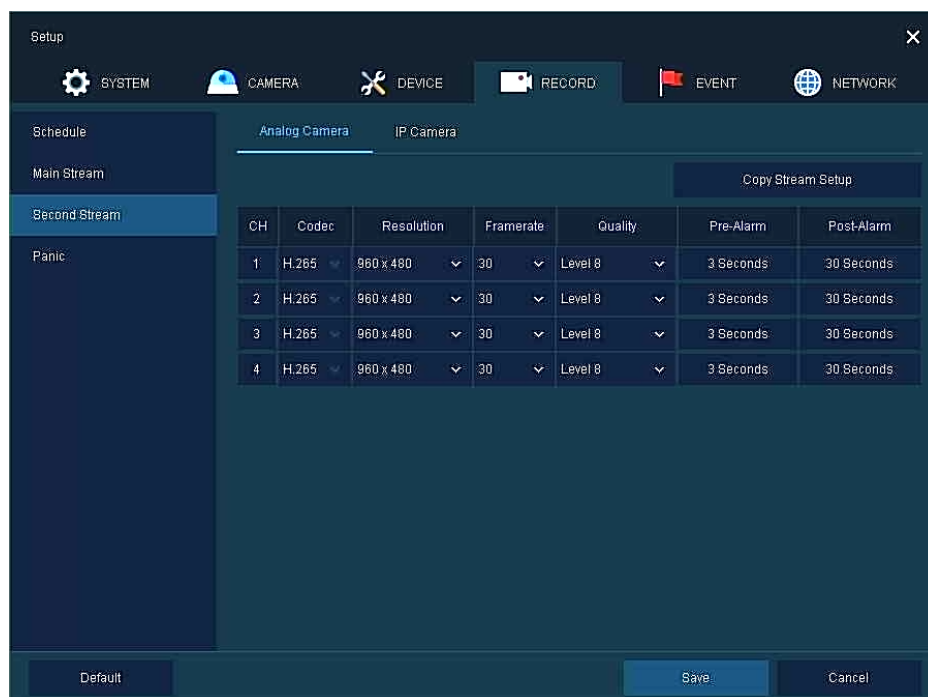 Setup
SYSTEM CAMERA DEVICE RECORD EVENT NETWORK
Schedule
Main Stream
Second Stream
Panic
Analog Camera IP Camera
Copy Stream Setup
CH Codec Resolution Framerate Quality Pre-Alarm Post-Alarm
1 H.265 960 x 480 30 Level 8 3 Seconds 30 Seconds
2 H.265 960 x 480 30 Level 8 3 Seconds 30 Seconds
3 H.265 960 x 480 30 Level 8 3 Seconds 30 Seconds
4 H.265 960 x 480 30 Level 8 3 Seconds 30 Seconds
Default Save Cancel